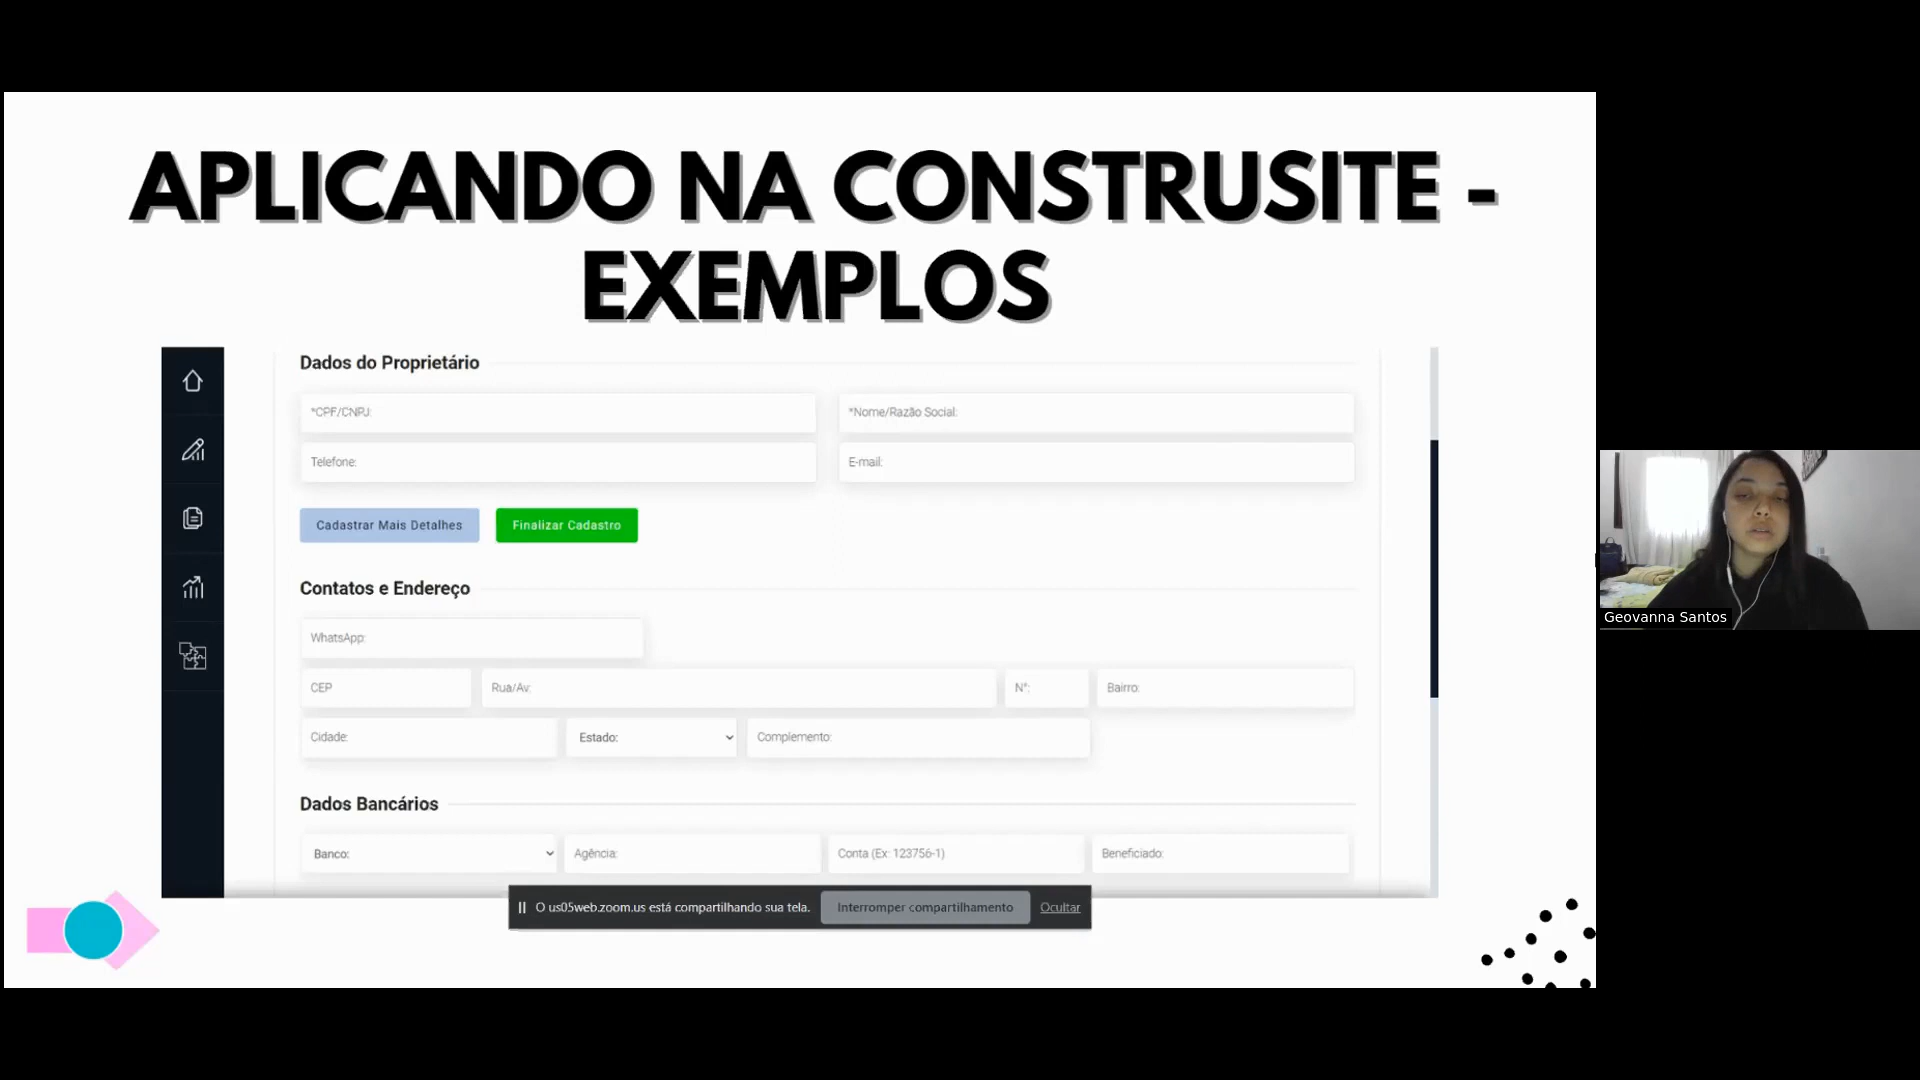 APLICANDO NA CONSTRUSITE -
EXEMPLOS
Dados do Proprietário
*CPF/CNPJ:
*Nome/Razão Social:
Telefone:
E-mail:
Cadastrar Mais Detalhes
Finalizar Cadastro
Contatos e Endereço
WhatsApp:
CEP
Rua/Av:
N°:
Bairro:
Cidade:
Estado:
Complemento:
Dados Bancários
Banco:
Agência:
Conta (Ex: 123756-1)
Beneficiado:
O us05web.zoom.us está compartilhando sua tela.
Interromper compartilhamento
Ocultar
Geovanna Santos